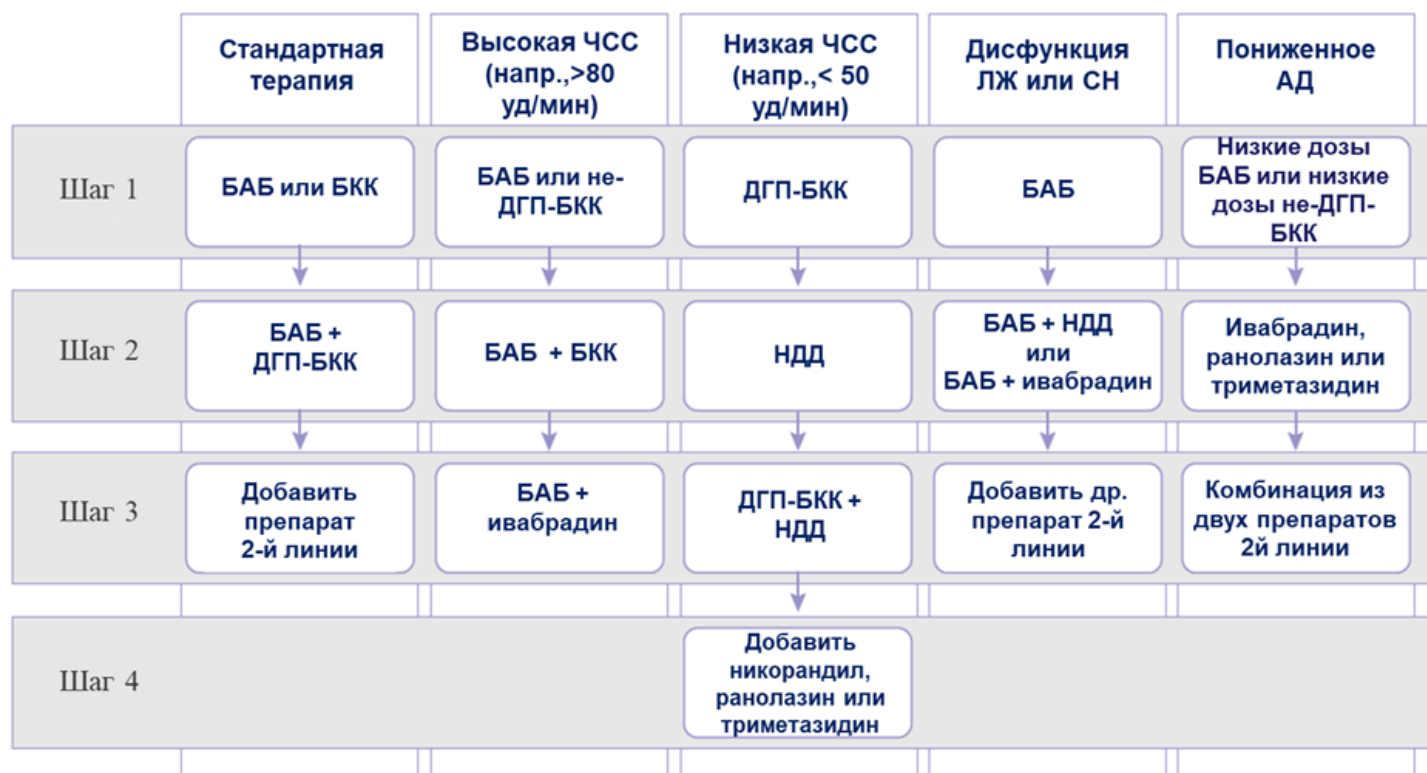 Стандартная
терапия
Высокая ЧСС
(напр.,>80
уд/мин)
Низкая ЧСС
(напр.,< 50
уд/мин)
Дисфункция
ЛЖ или СН
Пониженное
АД
Шаг 1
БАБ или БКК
БАБ или не-
ДГП-БКК
ДГП-БКК
БАБ
Низкие дозы
БАБ или низкие
дозы не-ДГП-
БКК
Шаг 2
БАБ +
ДГП-БКК
БАБ + БКК
НДД
БАБ + НДД
или
БАБ + ивабрадин
Ивабрадин,
ранолазин или
триметазидин
Шаг 3
Добавить
препарат
2-й линии
БАБ +
ивабрадин
ДГП-БКК +
НДД
Добавить др.
препарат 2-й
линии
Комбинация из
двух препаратов
2й линии
Шаг 4
Добавить
никорандил,
ранолазин или
триметазидин